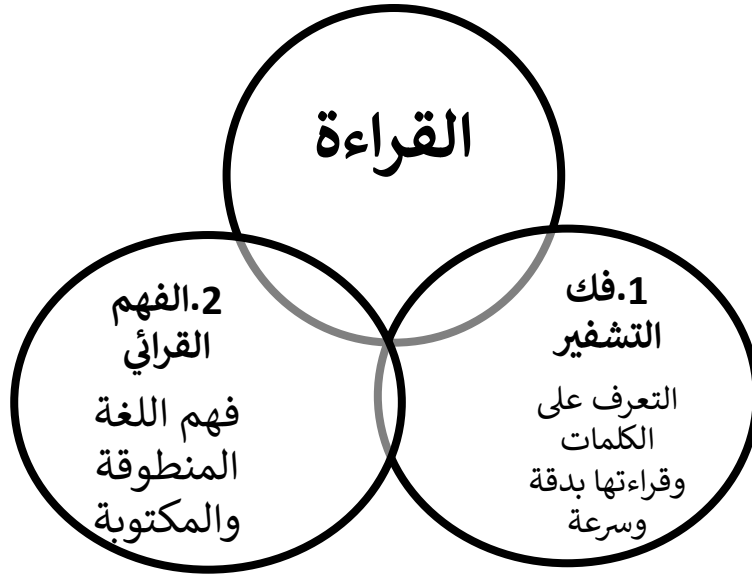 القراءة
1.فك
التشفير
التعرف على
الكلمات
وقراءتها بدقة
وسرعة
2.الفهم
القرائي
فهم اللغة
المنطوقة
والمكتوبة